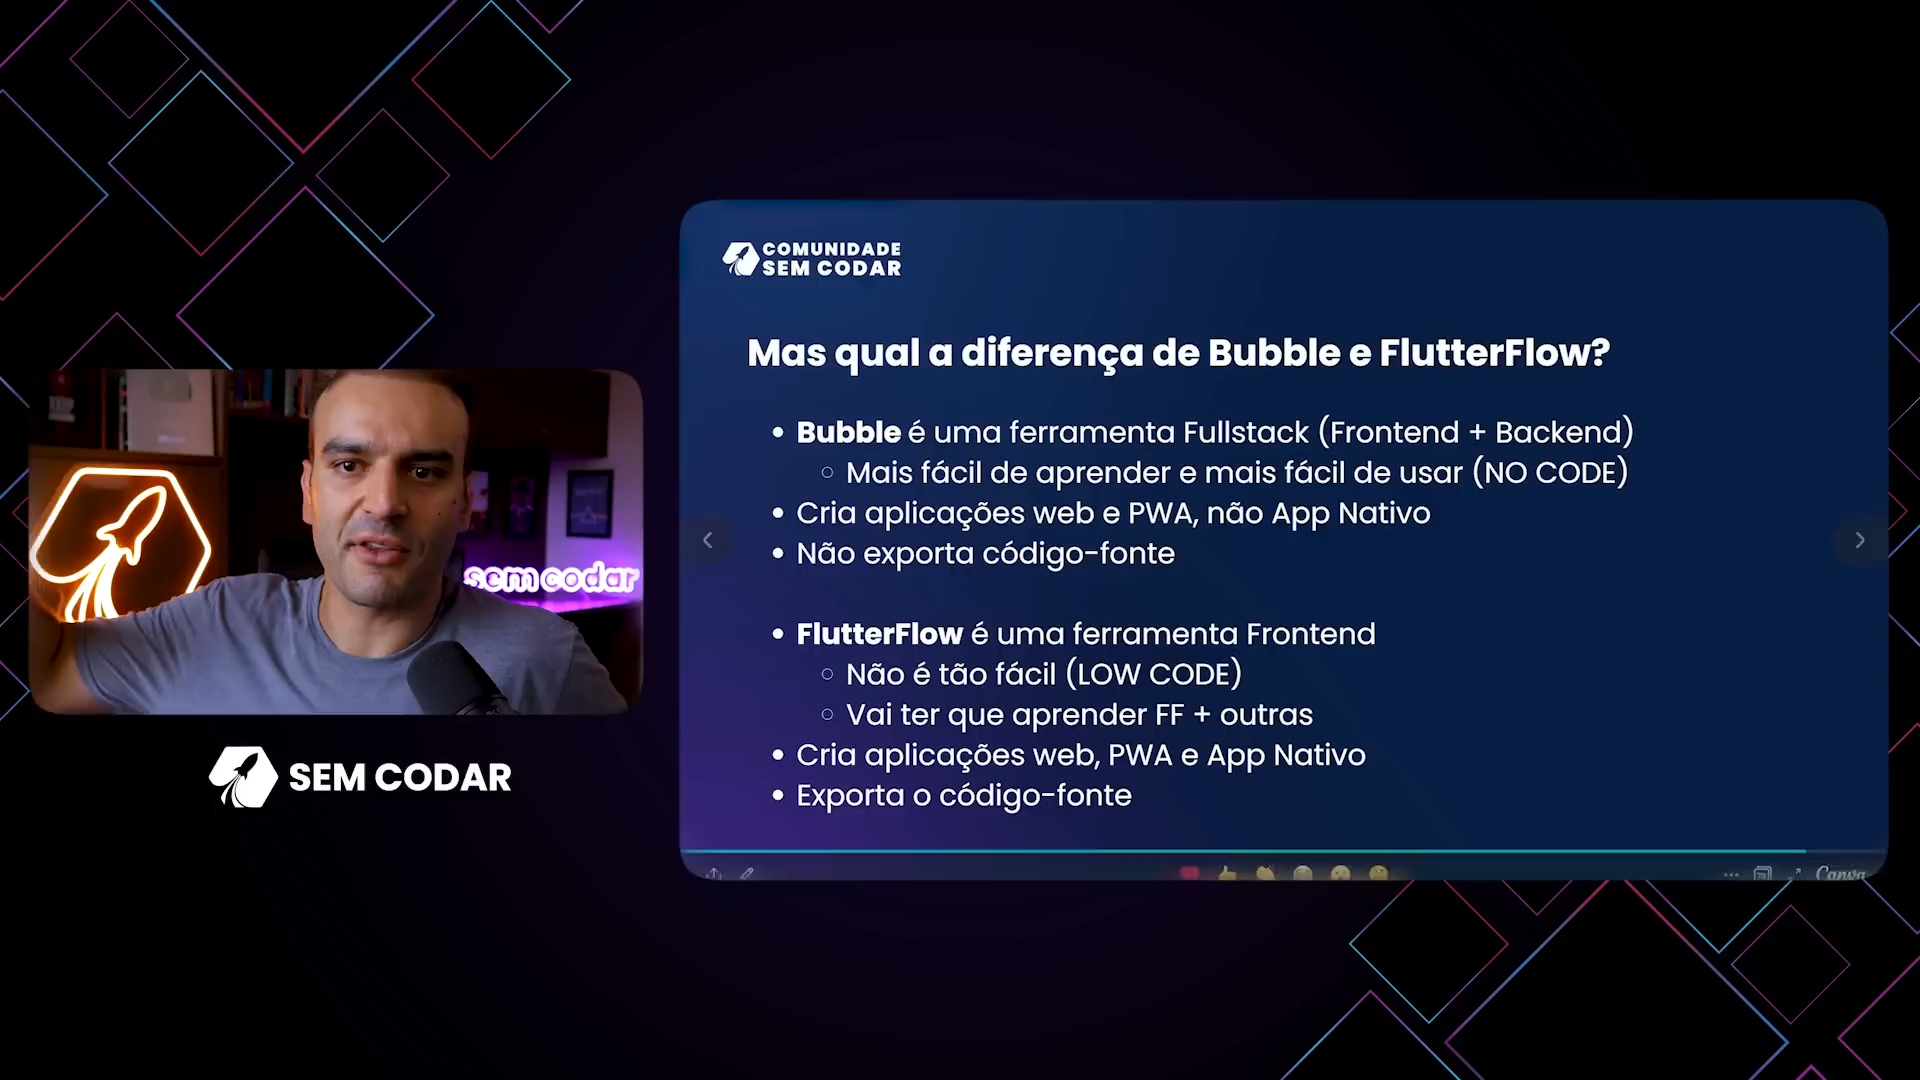 COMUNIDADE
SEM CODAR
Mas qual a diferença de Bubble e FlutterFlow?
• Bubble é uma ferramenta Fullstack (Frontend + Backend)
○ Mais fácil de aprender e mais fácil de usar (NO CODE)
• Cria aplicações web e PWA, não App Nativo
• Não exporta código-fonte
• FlutterFlow é uma ferramenta Frontend
○ Não é tão fácil (LOW CODE)
○ Vai ter que aprender FF + outras
• Cria aplicações web, PWA e App Nativo
• Exporta o código-fonte
Canva
sem codar
SEM CODAR